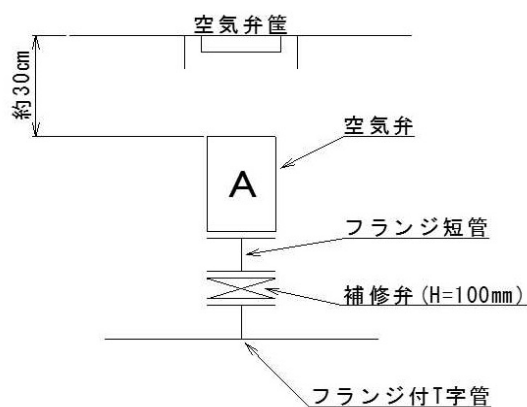 空気弁筐
約30cm
空気弁
A
フランジ短管
補修弁(H=100mm)
フランジ付T字管